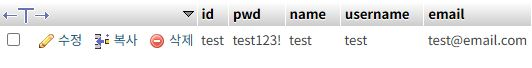 id pwd name username email
수정 복사 삭제 test test123! test test test@email.com